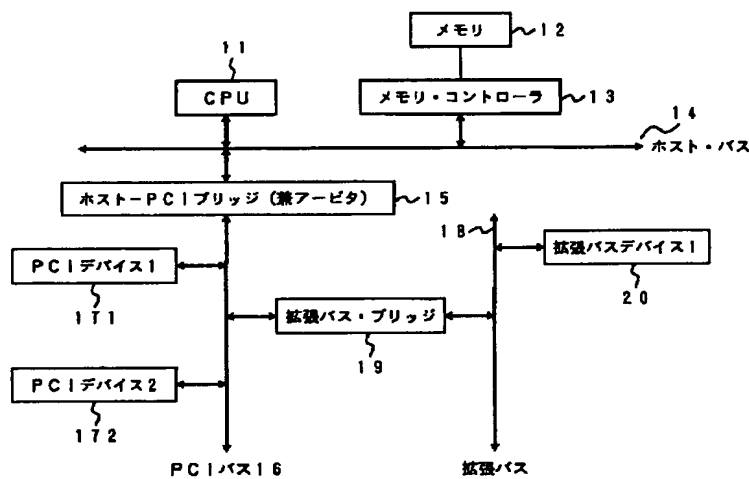 メモリ
12
11
CPU
メモリ・コントローラ
13
14
ホスト・バス
ホスト−PCIブリッジ（兼アービタ）
15
18
拡張バスデバイス1
20
PCIデバイス1
171
拡張バス・ブリッジ
19
PCIデバイス2
172
PCIバス16
拡張バス